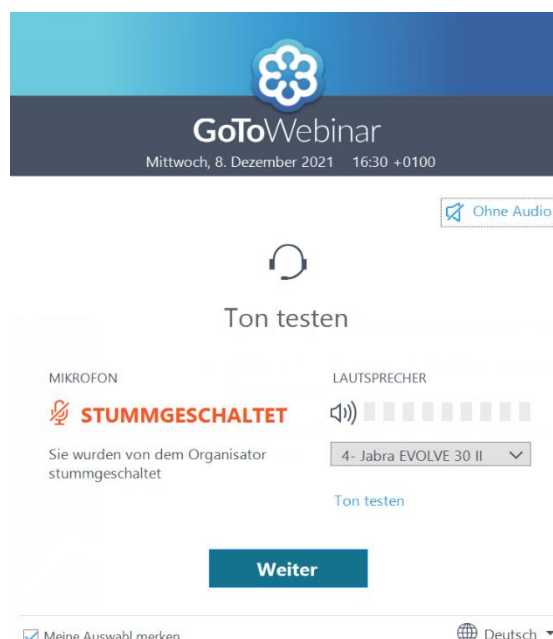 GoToWebinar
Mittwoch, 8. Dezember 2021 16:30 +0100
Ohne Audio
Ton testen
MIKROFON
STUMMGESCHALTET
Sie wurden von dem Organisator
stummgeschaltet
LAUTSPRECHER
4- Jabra EVOLVE 30 II
Ton testen
Weiter
Meine Auswahl merken
Deutsch